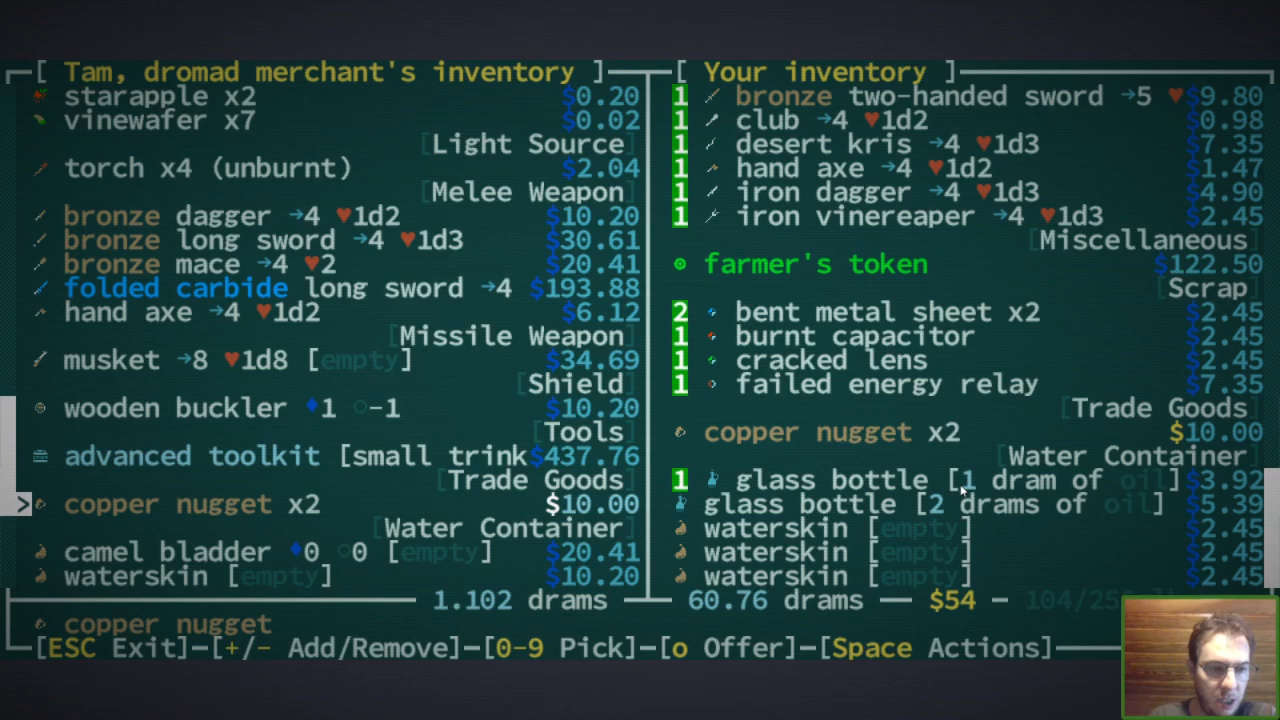 [ Tam, dromad merchant's inventory ]
starapple x2 $0.20
vinewafer x7 $0.02
[Light Source]
torch x4 (unburnt) $2.04
[Melee Weapon]
bronze dagger →4 ♥1d2 $10.20
bronze long sword →4 ♥1d3 $30.61
bronze mace →4 ♥2 $20.41
folded carbide long sword →4 $193.88
hand axe →4 ♥1d2 $6.12
[Missile Weapon]
musket →8 ♥1d8 [empty] $34.69
[Shield]
wooden buckler ♦1 ○-1 $10.20
[Tools]
advanced toolkit [small trink $437.76
[Trade Goods]
> copper nugget x2 $10.00
[Water Container]
camel bladder ♦0 ○0 [empty] $20.41
waterskin [empty] $10.20
1.102 drams
[ Your inventory ]
1 bronze two-handed sword →5 ♥$9.80
1 club →4 ♥1d2 $0.98
1 desert kris →4 ♥1d3 $7.35
1 hand axe →4 ♥1d2 $1.47
1 iron dagger →4 ♥1d3 $4.90
1 iron vinereaper →4 ♥1d3 $2.45
[Miscellaneous]
farmer's token $122.50
[Scrap]
2 bent metal sheet x2 $2.45
1 burnt capacitor $2.45
1 cracked lens $2.45
1 failed energy relay $7.35
[Trade Goods]
copper nugget x2 $10.00
[Water Container]
1 glass bottle [1 dram of oil] $3.92
glass bottle [2 drams of oil] $5.39
waterskin [empty] $2.45
waterskin [empty] $2.45
waterskin [empty] $2.45
60.76 drams — $54 —
copper nugget
[ESC Exit]—[+/- Add/Remove]—[0-9 Pick]—[o Offer]—[Space Actions]